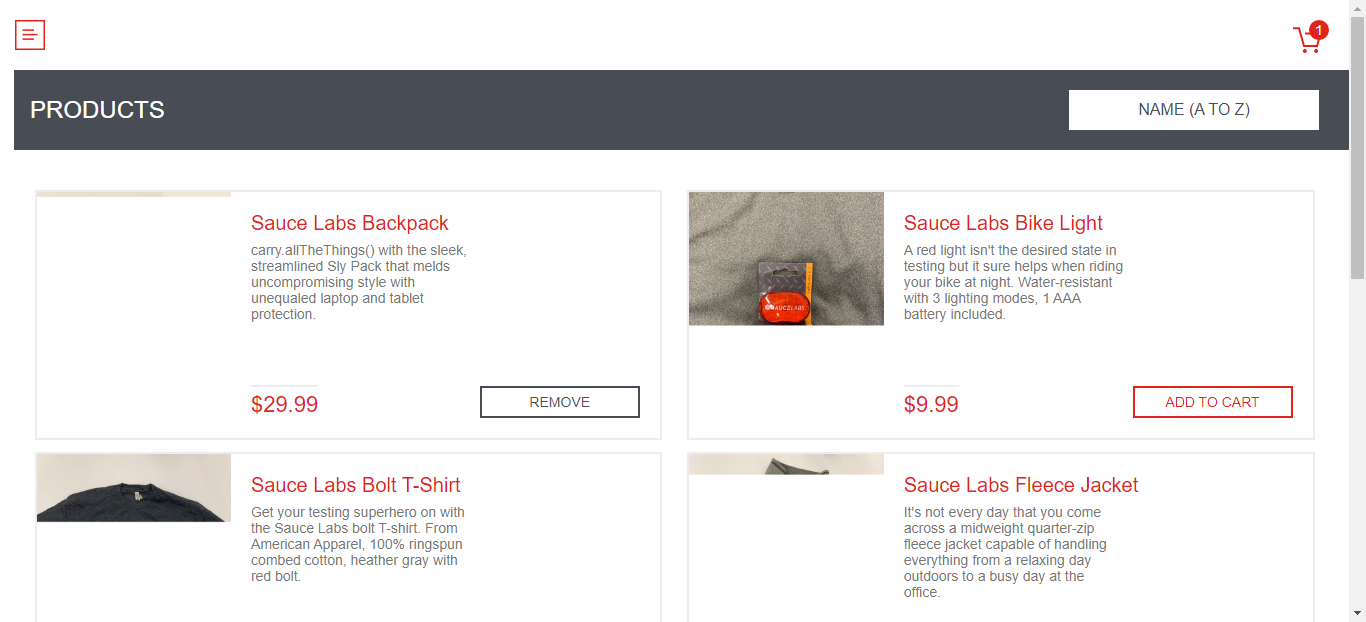 1
PRODUCTS
NAME (A TO Z)
Sauce Labs Backpack
carry.allTheThings() with the sleek,
streamlined Sly Pack that melds
uncompromising style with
unequaled laptop and tablet
protection.
$29.99
REMOVE
Sauce Labs Bike Light
A red light isn't the desired state in
testing but it sure helps when riding
your bike at night. Water-resistant
with 3 lighting modes, 1 AAA
battery included.
SAUCELABS
$9.99
ADD TO CART
Sauce Labs Bolt T-Shirt
Get your testing superhero on with
the Sauce Labs bolt T-shirt. From
American Apparel, 100% ringspun
combed cotton, heather gray with
red bolt.
Sauce Labs Fleece Jacket
It's not every day that you come
across a midweight quarter-zip
fleece jacket capable of handling
everything from a relaxing day
outdoors to a busy day at the
office.